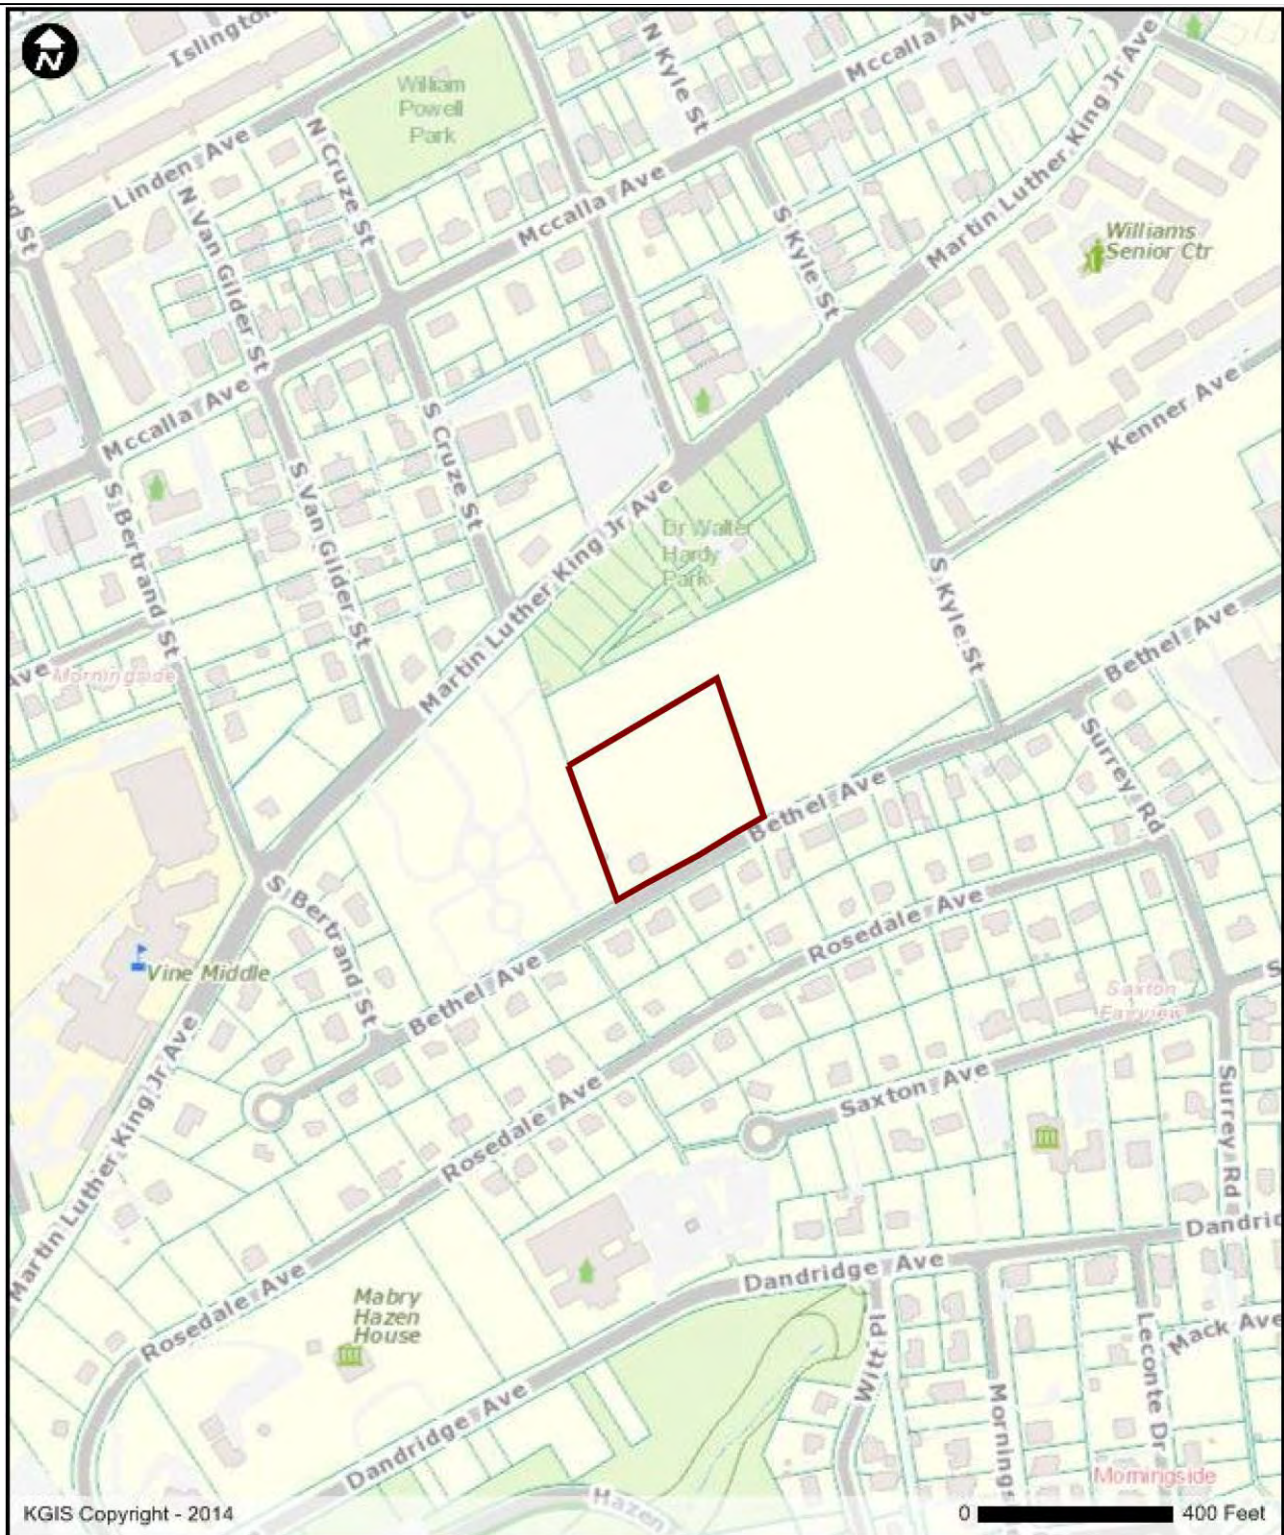 N
Islington
N Kyle St
Mccalla Ave
William
Powell
Park
Martin Luther King Jr Ave
Linden Ave
N Cruze St
N Van Gilder St
Mccalla Ave
S Kyle St
Williams
Senior Ctr
Mccalla Ave
S Cruze St
Kenner Ave
S Bertrand St
S Van Gilder St
Martin Luther King Jr Ave
Dr Walter
Hardy
Park
S Kyle St
Bethel Ave
Ave
Morningside
Surrey Rd
Bethel Ave
S Bertrand St
Rosedale Ave
Vine Middle
Bethel Ave
Saxton
Fairview
Martin Luther King Jr Ave
Rosedale Ave
Saxton Ave
Surrey Rd
Rosedale Ave
Dandridge Ave
Dandrid
Mabry
Hazen
House
Witt
Leconte Dr
Mack Ave
Dandridge Ave
Mornings
Morningside
Hazen
KGIS Copyright - 2014
0
400 Feet